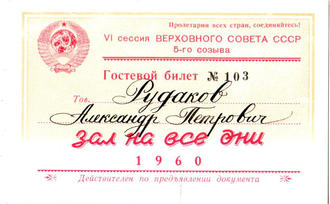 Пролетарии всех стран, соединяйтесь!
VI сессия ВЕРХОВНОГО СОВЕТА СССР
5-го созыва
Гостевой билет № 103
Тов. Рудаков
Александр Петрович
ЗАЛ НА ВСЕ ДНИ
1960
Действителен по предъявлении документа